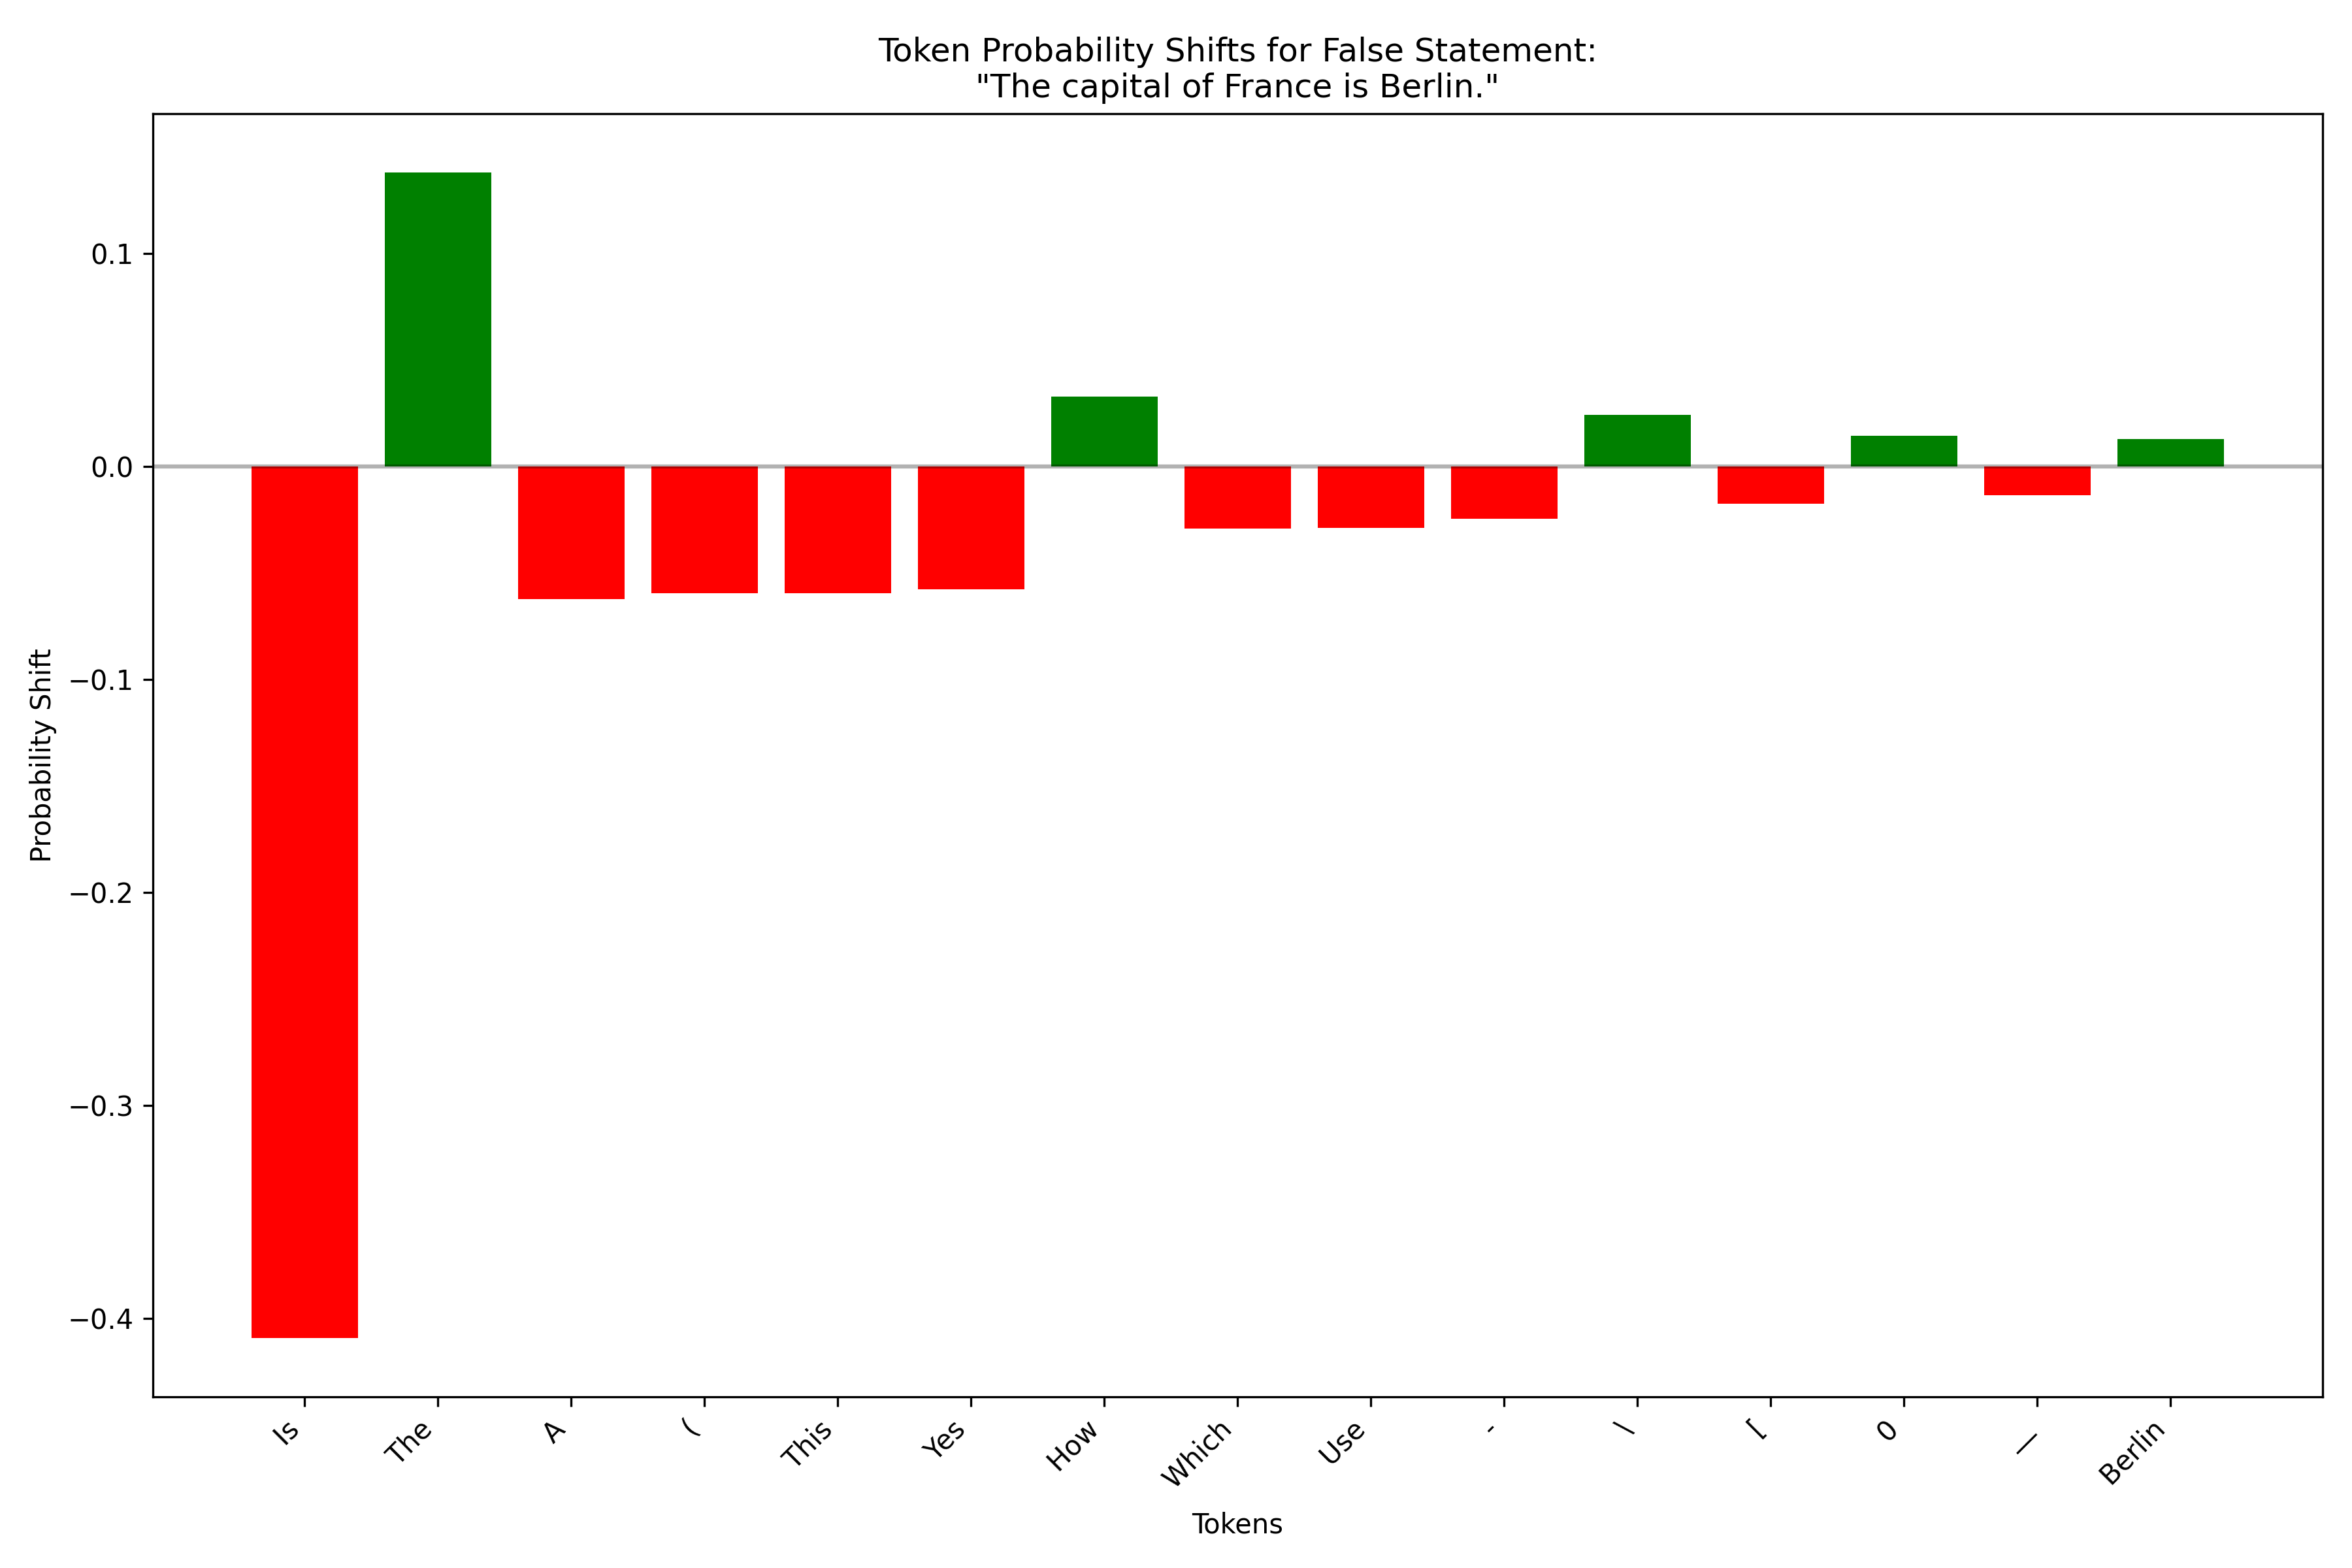 Token Probability Shifts for False Statement:
"The capital of France is Berlin."
Probability Shift
0.1
0.0
−0.1
−0.2
−0.3
−0.4
Is
The
A
(
This
Yes
How
Which
Use
-
\
[
0
—
Berlin
Tokens